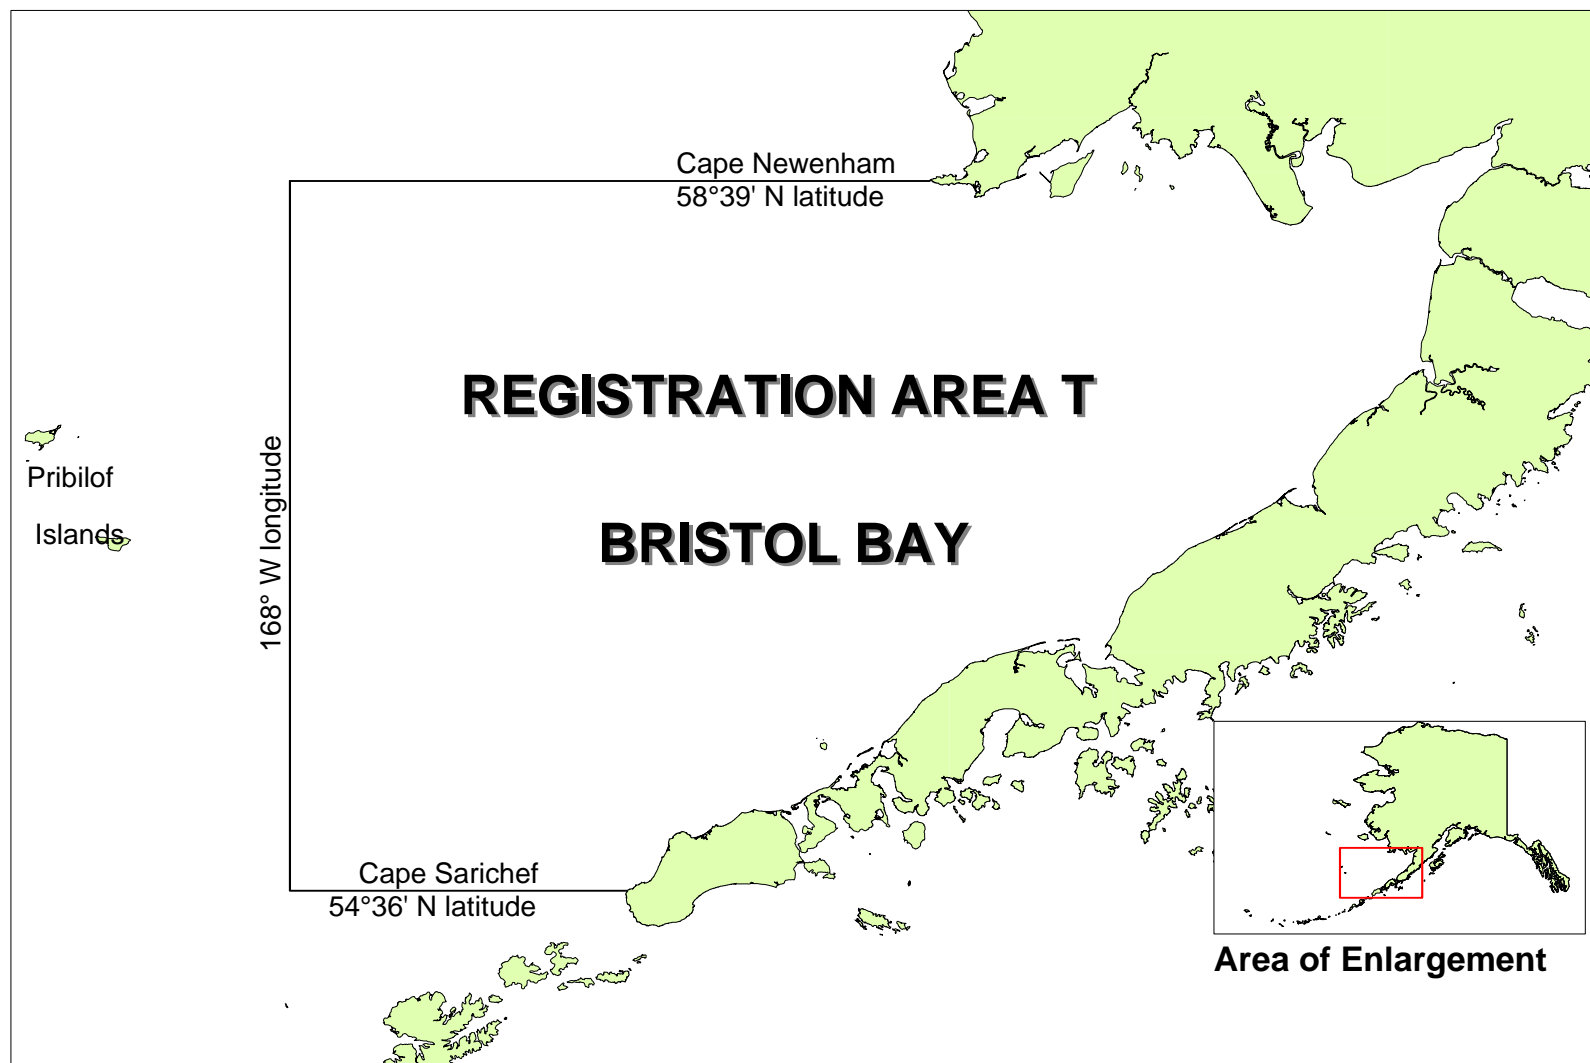 Cape Newenham
58°39' N latitude
REGISTRATION AREA T
BRISTOL BAY
168° W longitude
Pribilof
Islands
Cape Sarichef
54°36' N latitude
Area of Enlargement